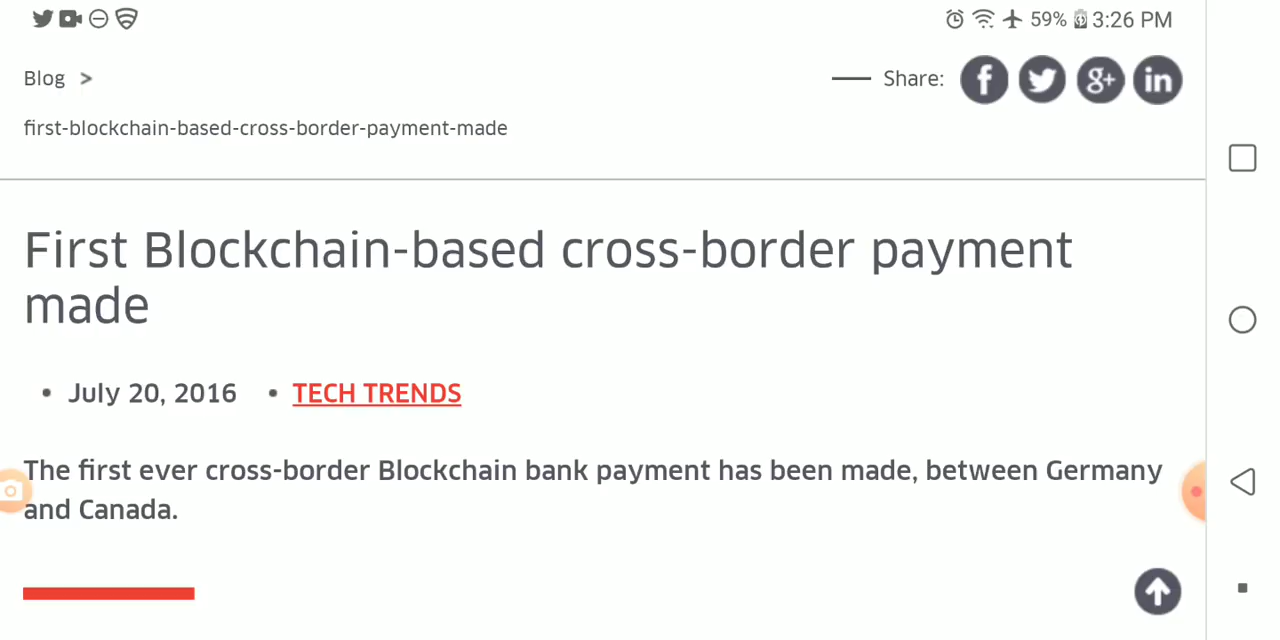 59% 3:26 PM
Blog >
Share:
first-blockchain-based-cross-border-payment-made
First Blockchain-based cross-border payment
made
• July 20, 2016 • TECH TRENDS
The first ever cross-border Blockchain bank payment has been made, between Germany
and Canada.